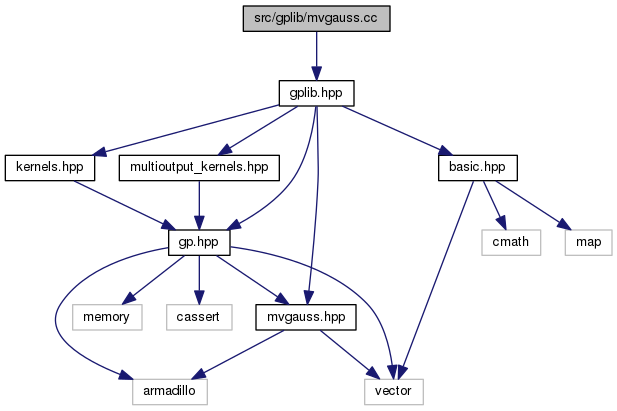 src/gplib/mvgauss.cc
gplib.hpp
kernels.hpp
multioutput_kernels.hpp
basic.hpp
gp.hpp
cmath
map
memory
cassert
mvgauss.hpp
armadillo
vector